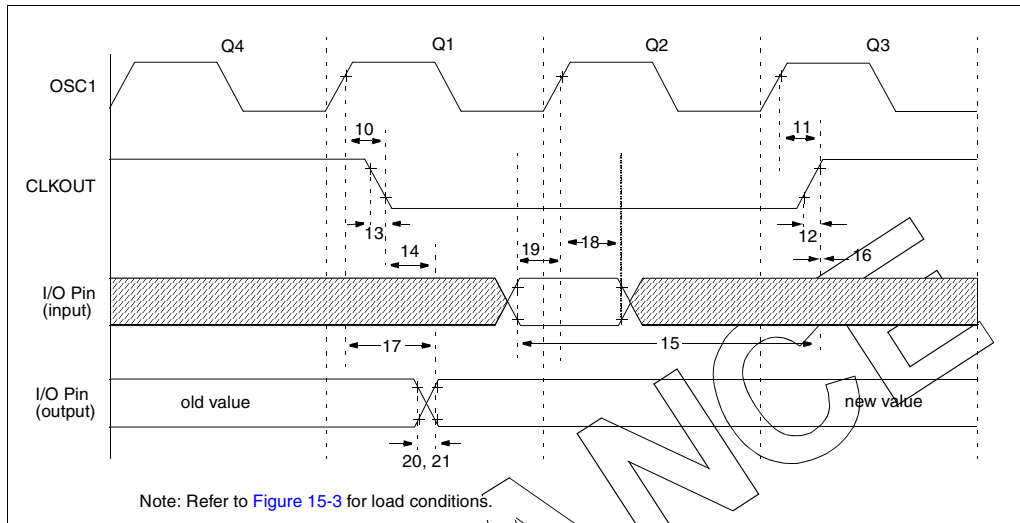 Q4 Q1 Q2 Q3
OSC1
10 11
CLKOUT
13 12
14 19 18 16
I/O Pin
(input)
17 15
I/O Pin
(output)
old value new value
20, 21
Note: Refer to Figure 15-3 for load conditions.